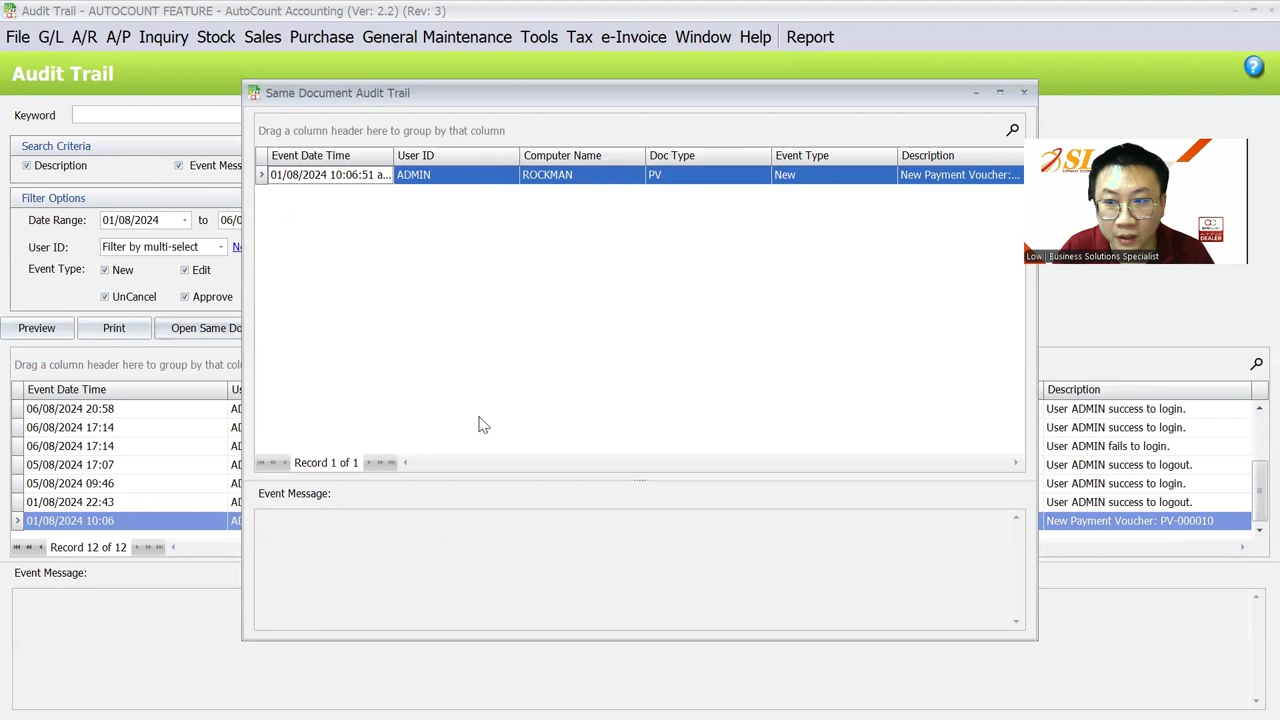 Audit Trail - AUTOCOUNT FEATURE - AutoCount Accounting (Ver: 2.2) (Rev: 3)
File G/L A/R A/P Inquiry Stock Sales Purchase General Maintenance Tools Tax e-Invoice Window Help Report
Audit Trail
Keyword
Search Criteria
Description Event Mess
Filter Options
Date Range: 01/08/2024 to 06/0
User ID: Filter by multi-select Ne
Event Type: New Edit
UnCancel Approve
Preview Print Open Same Do
Drag a column header here to group by that colu
Event Date Time Us Description
06/08/2024 20:58 AD User ADMIN success to login.
06/08/2024 17:14 AD User ADMIN success to login.
06/08/2024 17:14 AD User ADMIN fails to login.
05/08/2024 17:07 AD User ADMIN success to logout.
05/08/2024 09:46 AD User ADMIN success to login.
01/08/2024 22:43 AD User ADMIN success to logout.
01/08/2024 10:06 AD New Payment Voucher: PV-000010
Record 12 of 12
Event Message:
Same Document Audit Trail
Drag a column header here to group by that column
Event Date Time User ID Computer Name Doc Type Event Type Description
01/08/2024 10:06:51 a... ADMIN ROCKMAN PV New New Payment Voucher:...
Record 1 of 1
Event Message:
Low | Business Solutions Specialist